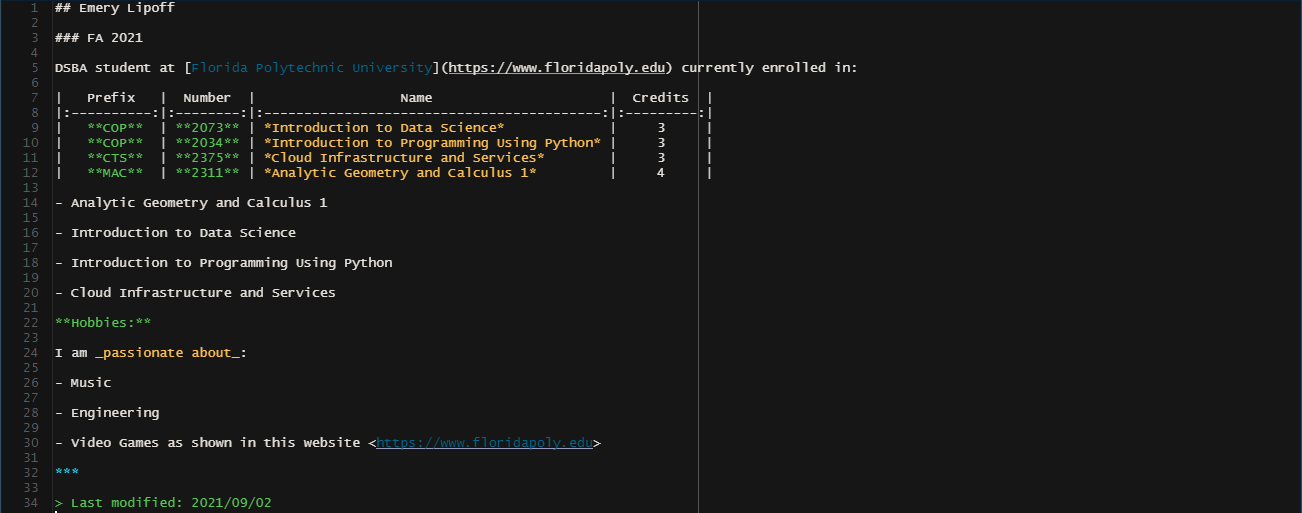 1 ## Emery Lipoff
2
3 ### FA 2021
4
5 DSBA student at [Florida Polytechnic University](https://www.floridapoly.edu) currently enrolled in:
6
7 |   Prefix   |  Number  |                  Name                      |  Credits  |
8 |:----------:|:--------:|:------------------------------------------:|:---------:|
9 |   **COP**  | **2073** | *Introduction to Data Science*             |     3     |
10 |   **COP**  | **2034** | *Introduction to Programming Using Python* |     3     |
11 |   **CTS**  | **2375** | *Cloud Infrastructure and Services*        |     3     |
12 |   **MAC**  | **2311** | *Analytic Geometry and Calculus 1*         |     4     |
13
14 - Analytic Geometry and Calculus 1
15
16 - Introduction to Data Science
17
18 - Introduction to Programming Using Python
19
20 - Cloud Infrastructure and Services
21
22 **Hobbies:**
23
24 I am _passionate about_:
25
26 - Music
27
28 - Engineering
29
30 - Video Games as shown in this website <https://www.floridapoly.edu>
31
32 ***
33
34 > Last modified: 2021/09/02